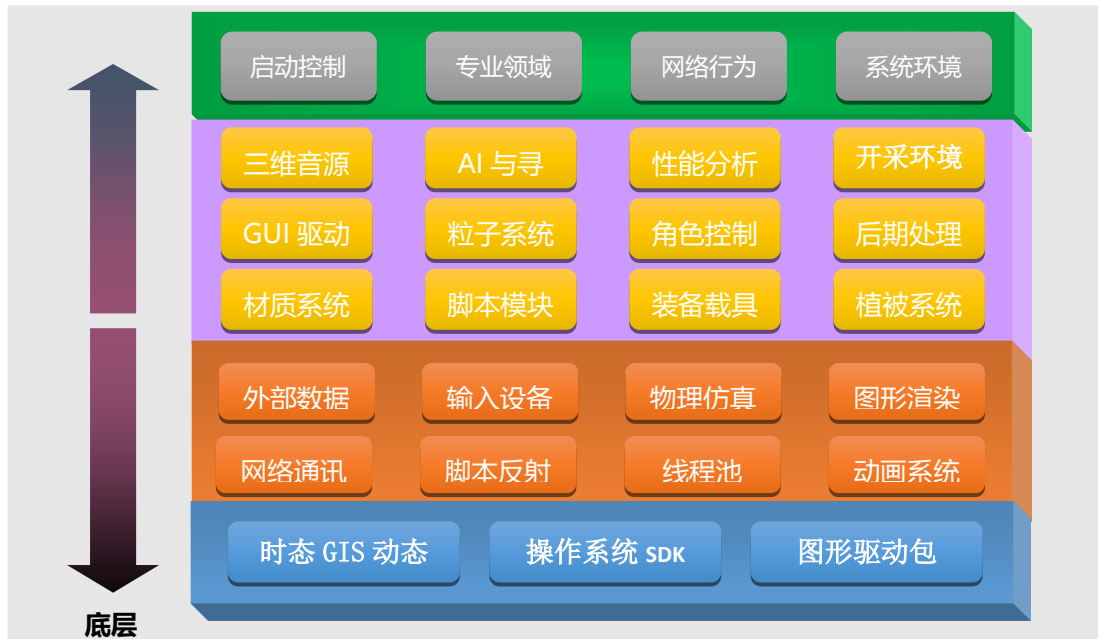 启动控制 专业领域 网络行为 系统环境
三维音源 AI 与寻 性能分析 开采环境
GUI 驱动 粒子系统 角色控制 后期处理
材质系统 脚本模块 装备载具 植被系统
外部数据 输入设备 物理仿真 图形渲染
网络通讯 脚本反射 线程池 动画系统
时态 GIS 动态 操作系统 SDK 图形驱动包
底层